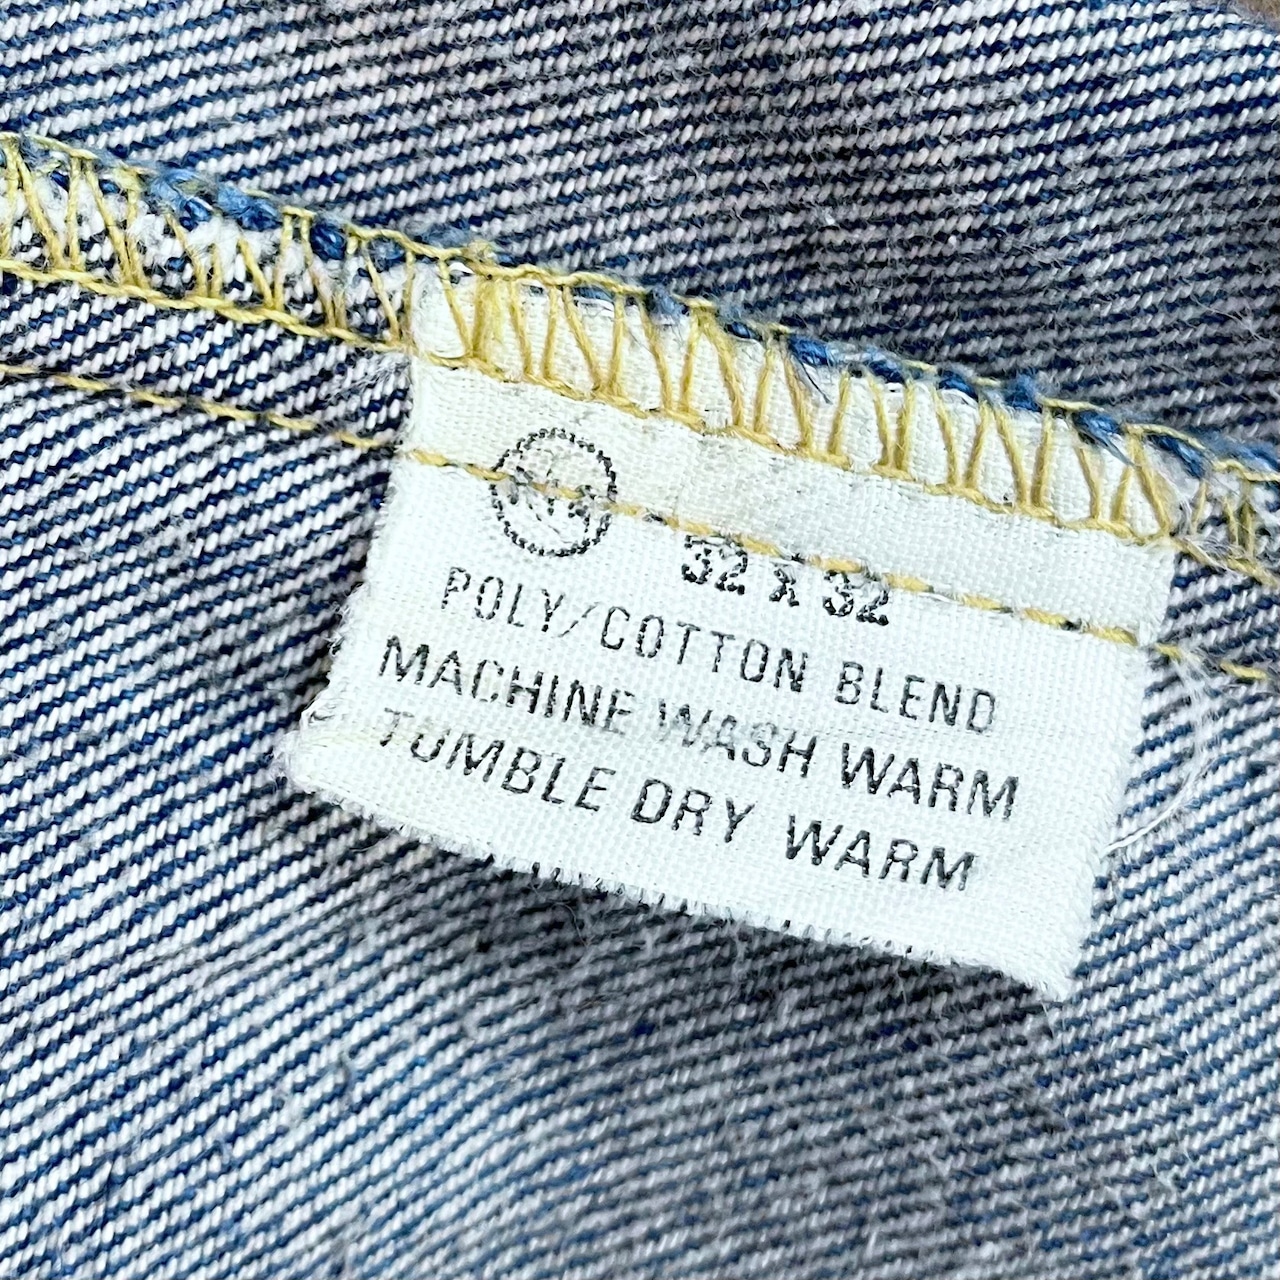 32 x 32
POLY/COTTON BLEND
MACHINE WASH WARM
TUMBLE DRY WARM